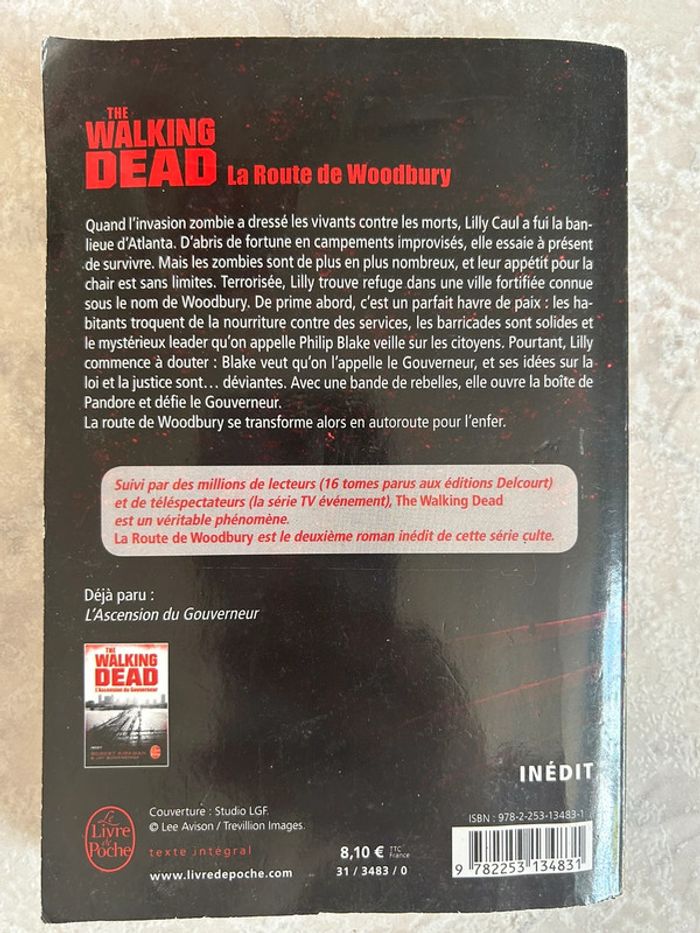 THE
WALKING
DEAD La Route de Woodbury
Quand l'invasion zombie a dressé les vivants contre les morts, Lilly Caul a fui la ban-
lieue d'Atlanta. D'abris de fortune en campements improvisés, elle essaie à présent
de survivre. Mais les zombies sont de plus en plus nombreux, et leur appétit pour la
chair est sans limites. Terrorisée, Lilly trouve refuge dans une ville fortifiée connue
sous le nom de Woodbury. De prime abord, c'est un parfait havre de paix : les ha-
bitants troquent de la nourriture contre des services, les barricades sont solides et
le mystérieux leader qu'on appelle Philip Blake veille sur les citoyens. Pourtant, Lilly
commence à douter : Blake veut qu'on l'appelle le Gouverneur, et ses idées sur la
loi et la justice sont… déviantes. Avec une bande de rebelles, elle ouvre la boîte de
Pandore et défie le Gouverneur.
La route de Woodbury se transforme alors en autoroute pour l'enfer.
Suivi par des millions de lecteurs (16 tomes parus aux éditions Delcourt)
et de téléspectateurs (la série TV événement), The Walking Dead
est un véritable phénomène.
La Route de Woodbury est le deuxième roman inédit de cette série culte.
Déjà paru :
L'Ascension du Gouverneur
THE
WALKING
DEAD
L'Ascension du Gouverneur
INÉDIT
Le
Livre
de
Poche
Couverture : Studio LGF.
© Lee Avison / Trevillion Images.
texte intégral
www.livredepoche.com
8,10 € TTC
France
31 / 3483 / 0
ISBN : 978-2-253-13483-1
9 782253 134831